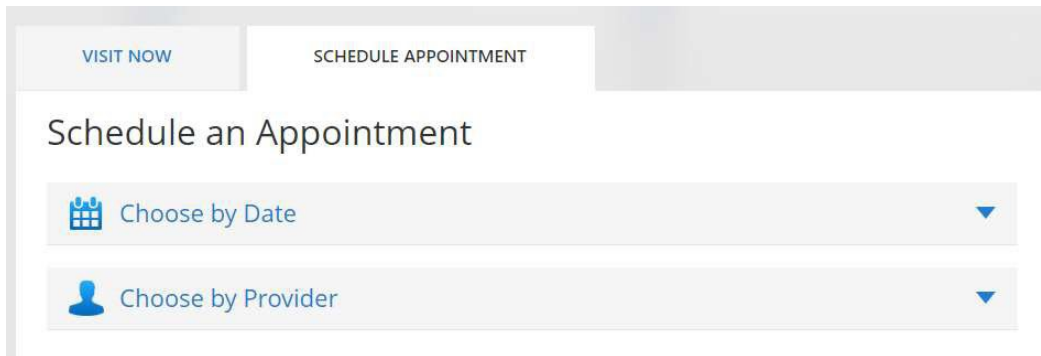 VISIT NOW
SCHEDULE APPOINTMENT
Schedule an Appointment
Choose by Date
Choose by Provider